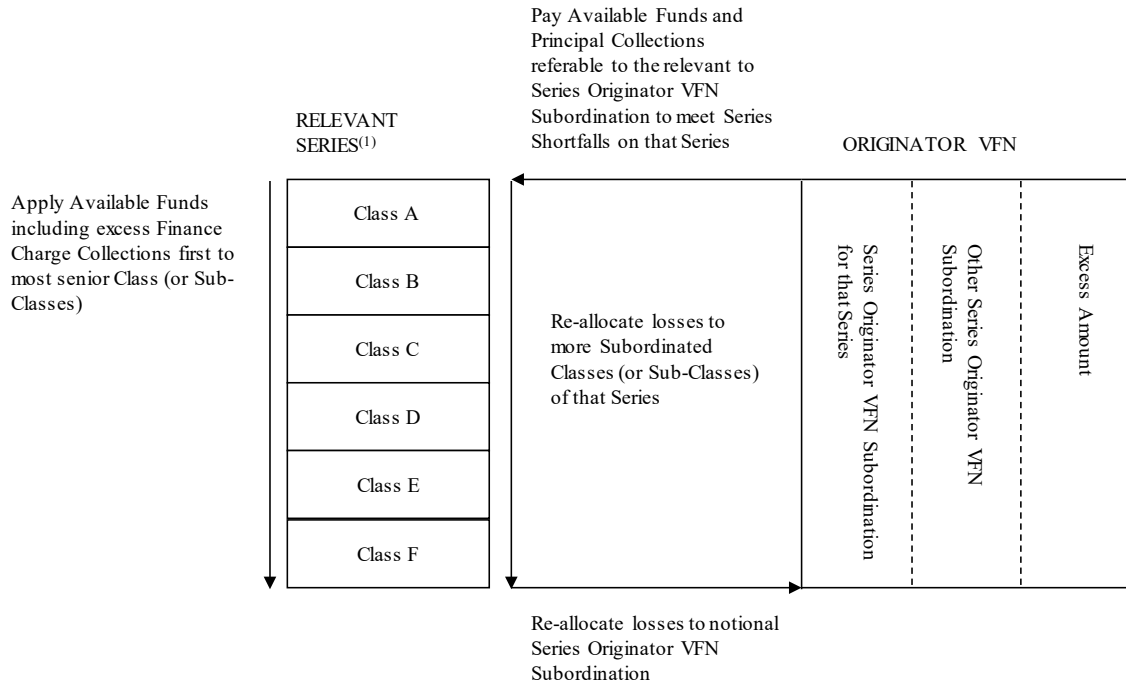 Pay Available Funds and
Principal Collections
referable to the relevant to
Series Originator VFN
Subordination to meet Series
Shortfalls on that Series
RELEVANT
SERIES(1)
ORIGINATOR VFN
Apply Available Funds
including excess Finance
Charge Collections first to
most senior Class (or Sub-
Classes)
Class A
Class B
Class C
Class D
Class E
Class F
Re-allocate losses to
more Subordinated
Classes (or Sub-Classes)
of that Series
Series Originator VFN Subordination
for that Series
Other Series Originator VFN
Subordination
Excess Amount
Re-allocate losses to notional
Series Originator VFN
Subordination